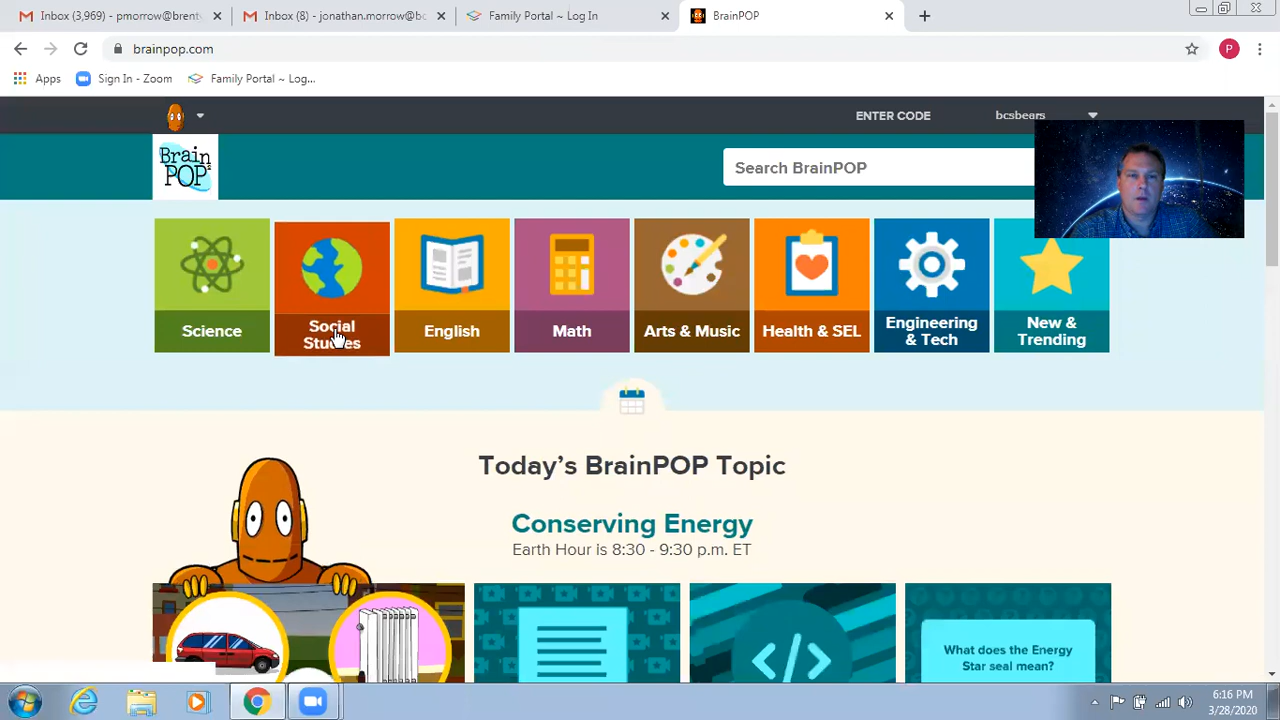 Inbox (3,969) - pmorrow@brent
Inbox (8) - jonathan.morrow@b
Family Portal ~ Log In
BrainPOP
brainpop.com
P
Apps
Sign In - Zoom
Family Portal ~ Log...
ENTER CODE
bcsbears
Brain
POP
Search BrainPOP
Science
Social
Studies
English
Math
Arts & Music
Health & SEL
Engineering
& Tech
New &
Trending
Today's BrainPOP Topic
Conserving Energy
Earth Hour is 8:30 - 9:30 p.m. ET
What does the Energy
Star seal mean?
6:16 PM
3/28/2020